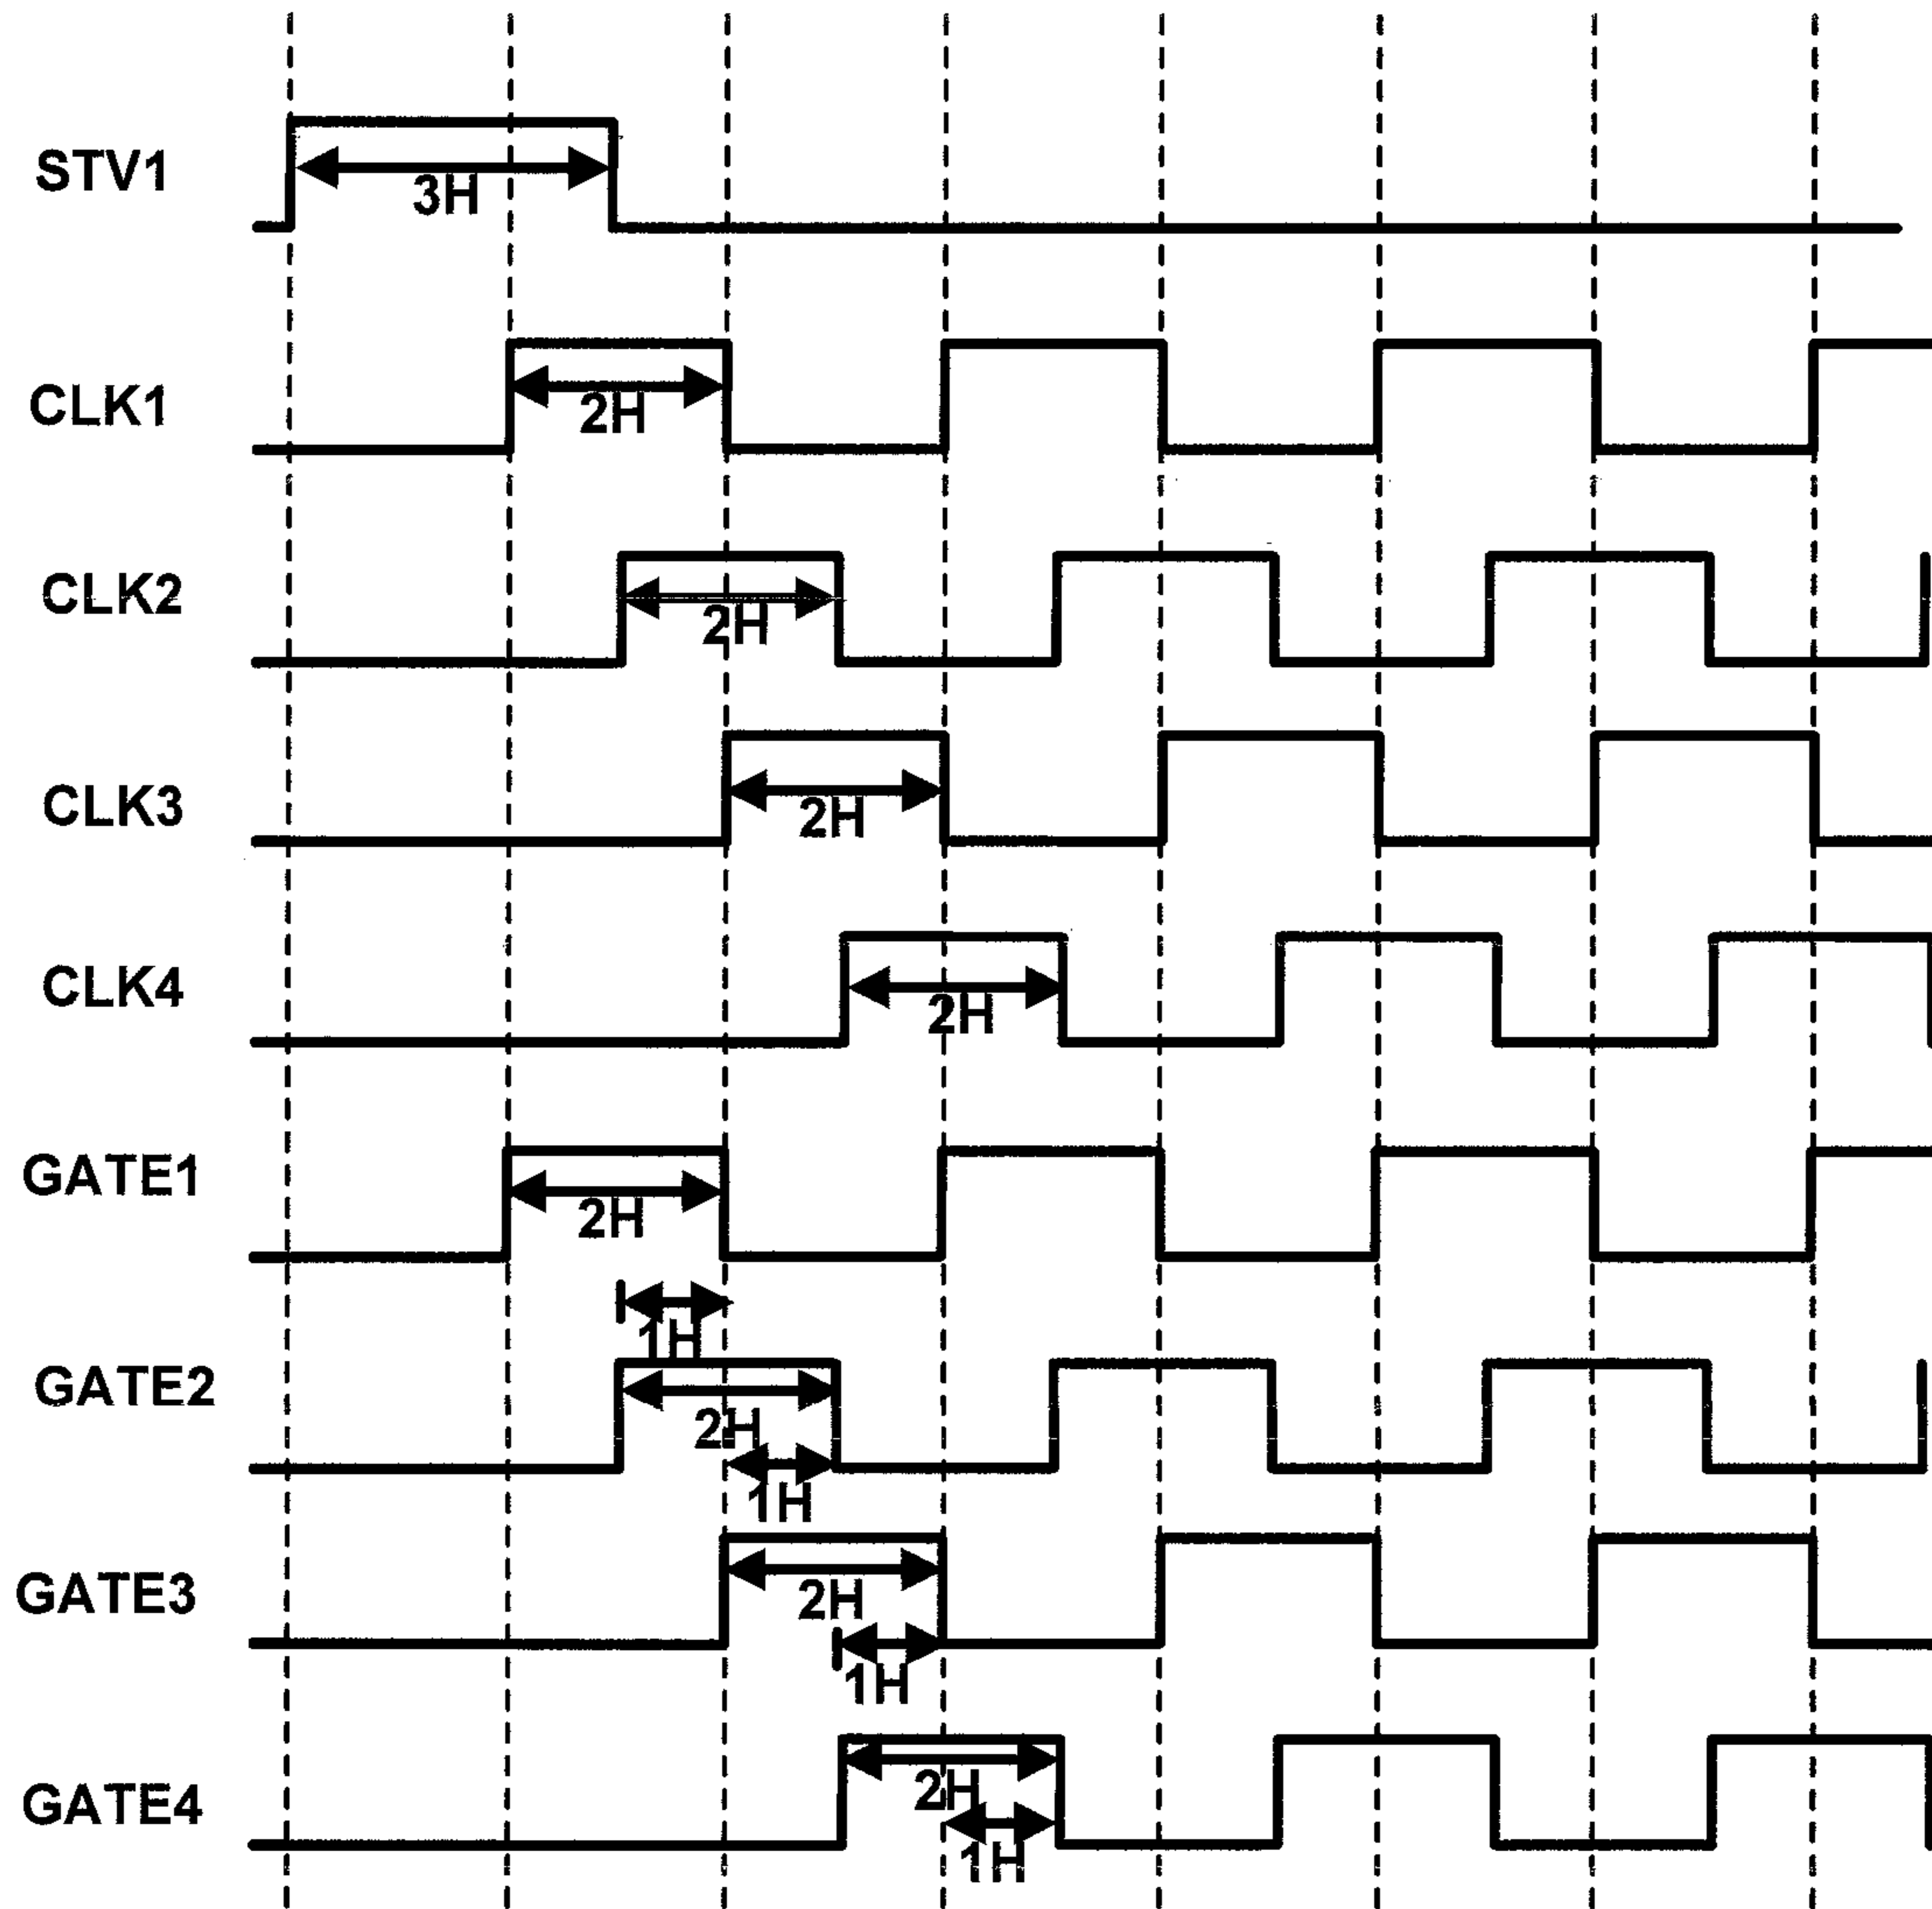 STV1
3H
CLK1
2H
CLK2
2H
CLK3
2H
CLK4
2H
GATE1
2H
1H
GATE2
2H
1H
GATE3
2H
1H
GATE4
2H
1H